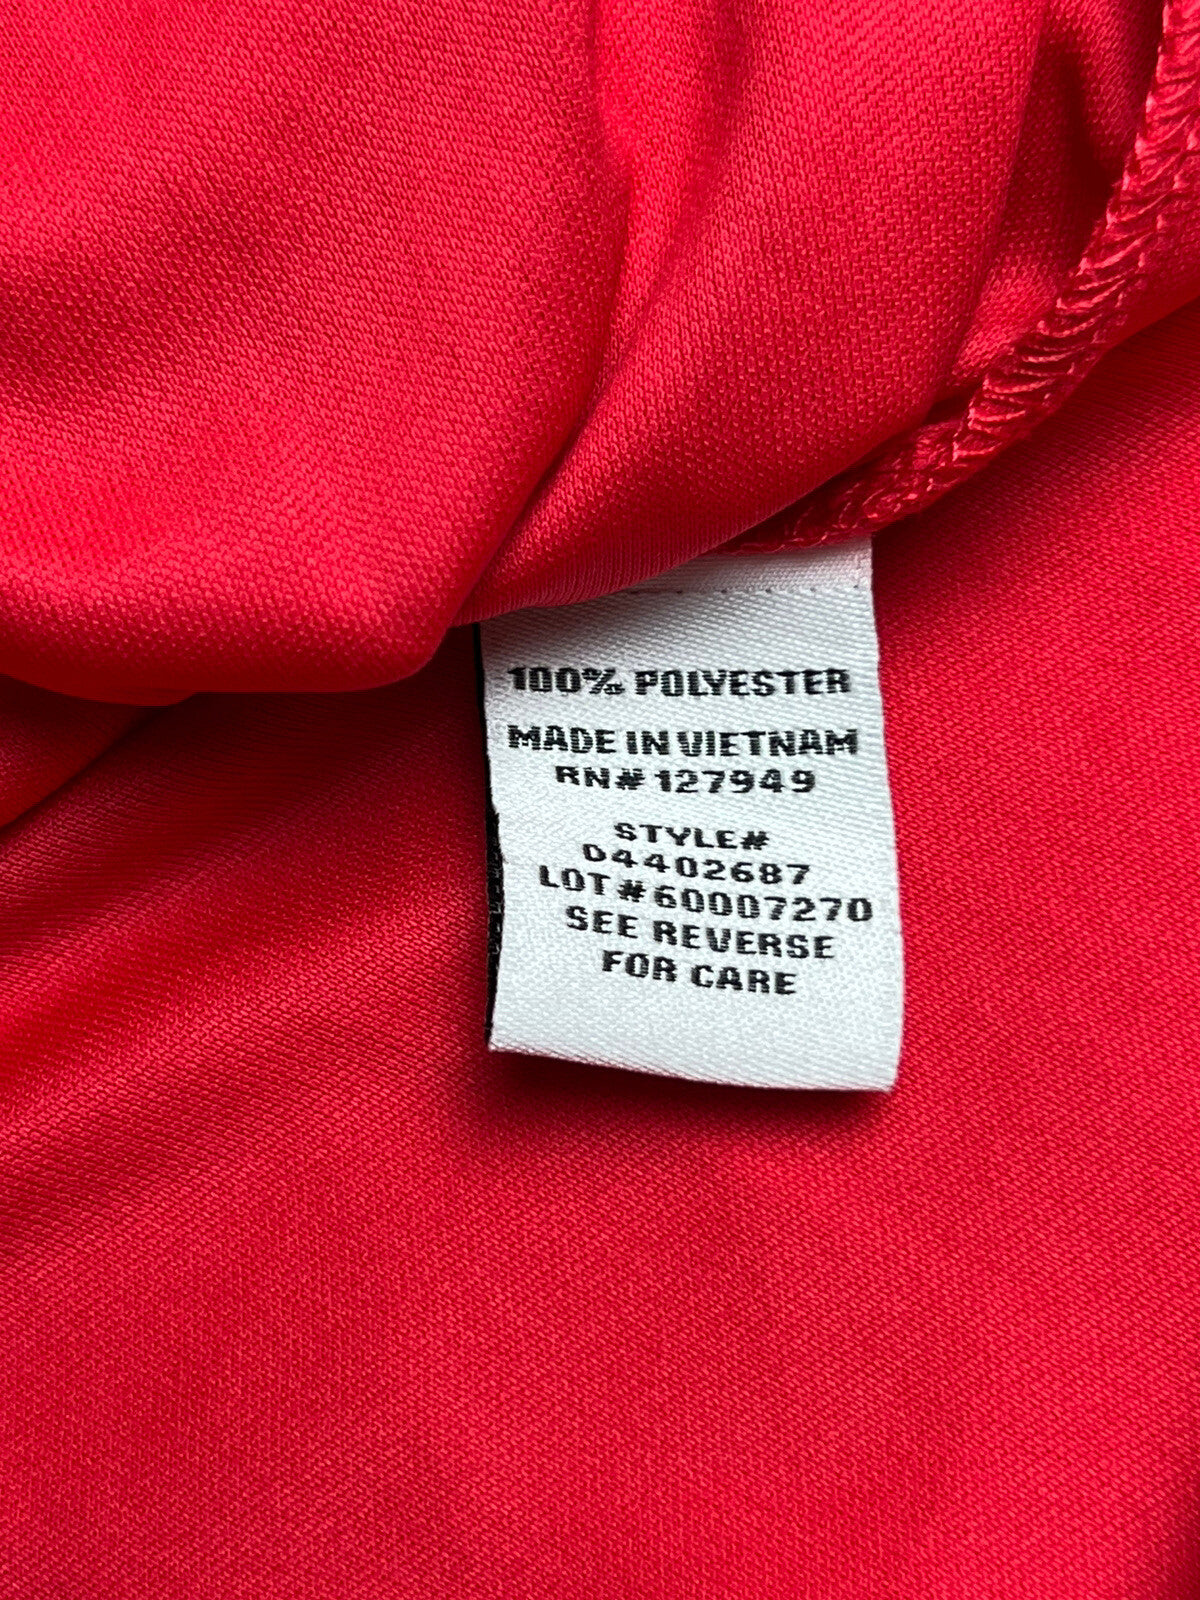 100% POLYESTER
MADE IN VIETNAM
RN# 127949
STYLE#
04402687
LOT# 60007270
SEE REVERSE
FOR CARE